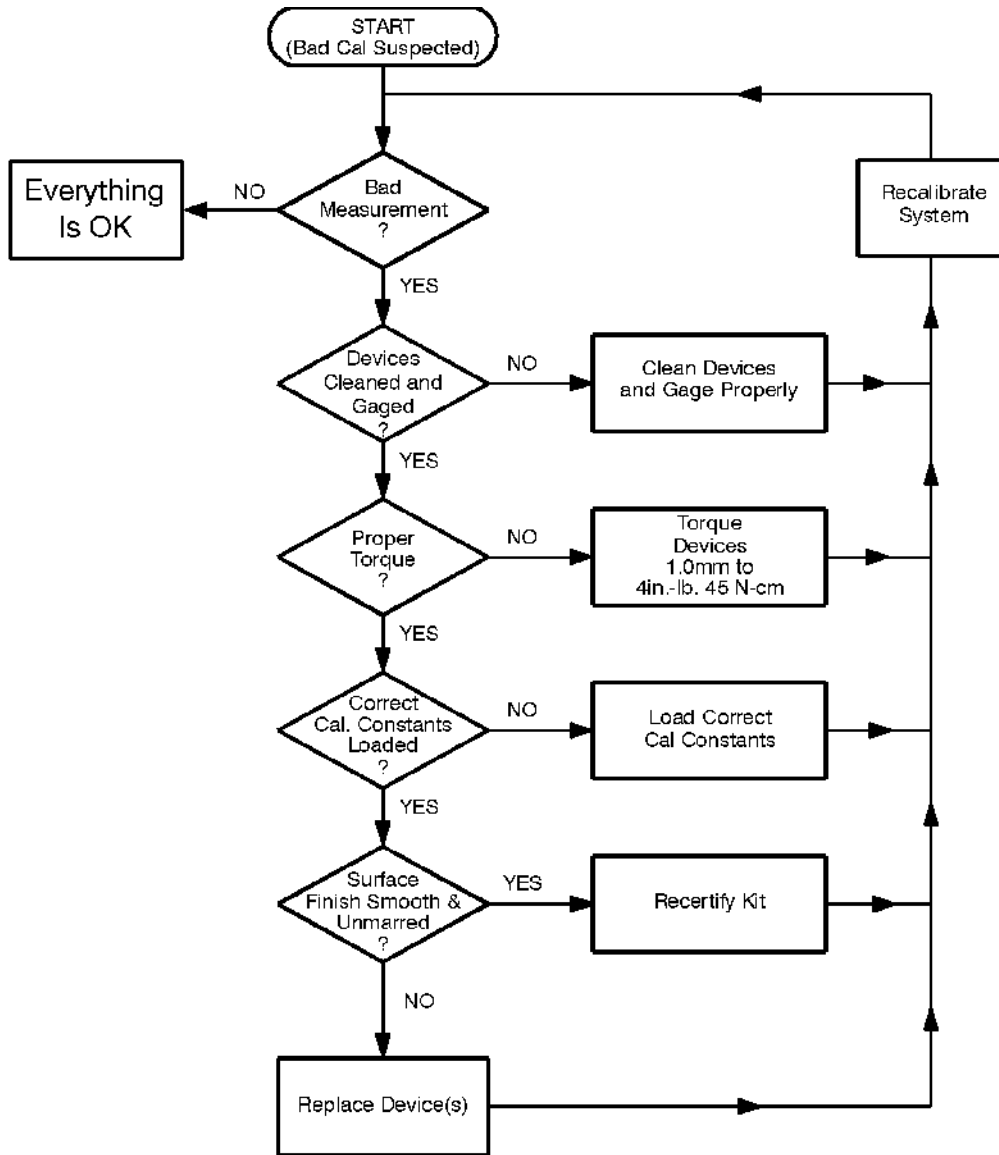 START
(Bad Cal Suspected)
Everything
Is OK
NO
Bad
Measurement
?
Recalibrate
System
YES
Devices
Cleaned and
Gaged
?
NO
Clean Devices
and Gage Properly
YES
Proper
Torque
?
NO
Torque
Devices
1.0mm to
4in.-lb. 45 N-cm
YES
Correct
Cal. Constants
Loaded
?
NO
Load Correct
Cal Constants
YES
Surface
Finish Smooth &
Unmarred
?
YES
Recertify Kit
NO
Replace Device(s)